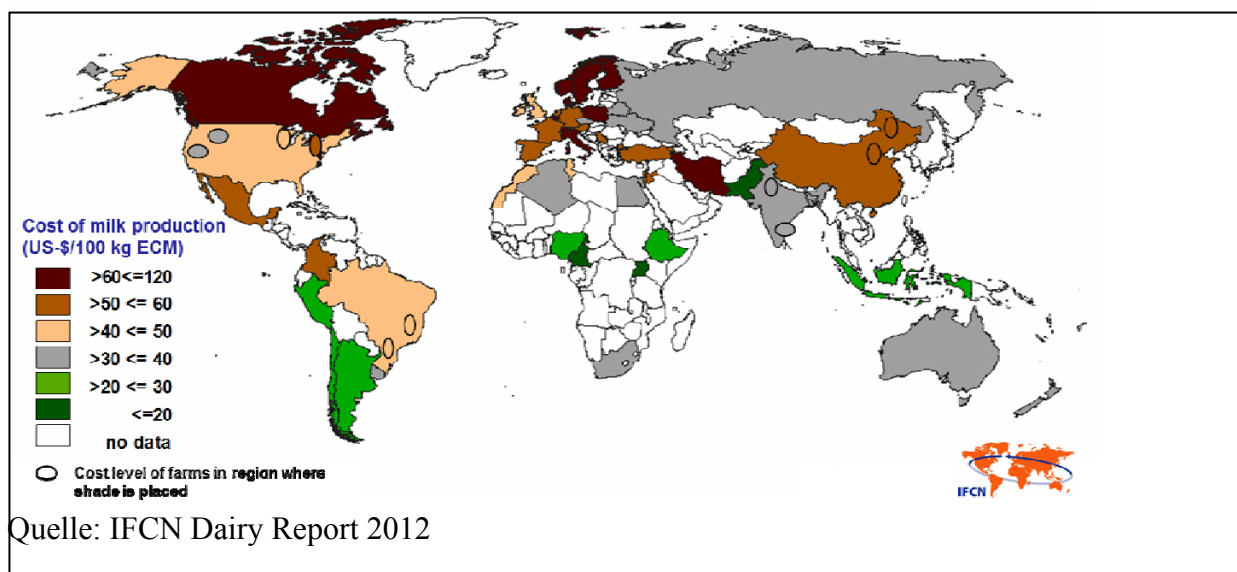 Cost of milk production
(US-$/100 kg ECM)
>60<=120
>50 <= 60
>40 <= 50
>30 <= 40
>20 <= 30
<=20
no data
Cost level of farms in region where
shade is placed
IFCN
Quelle: IFCN Dairy Report 2012